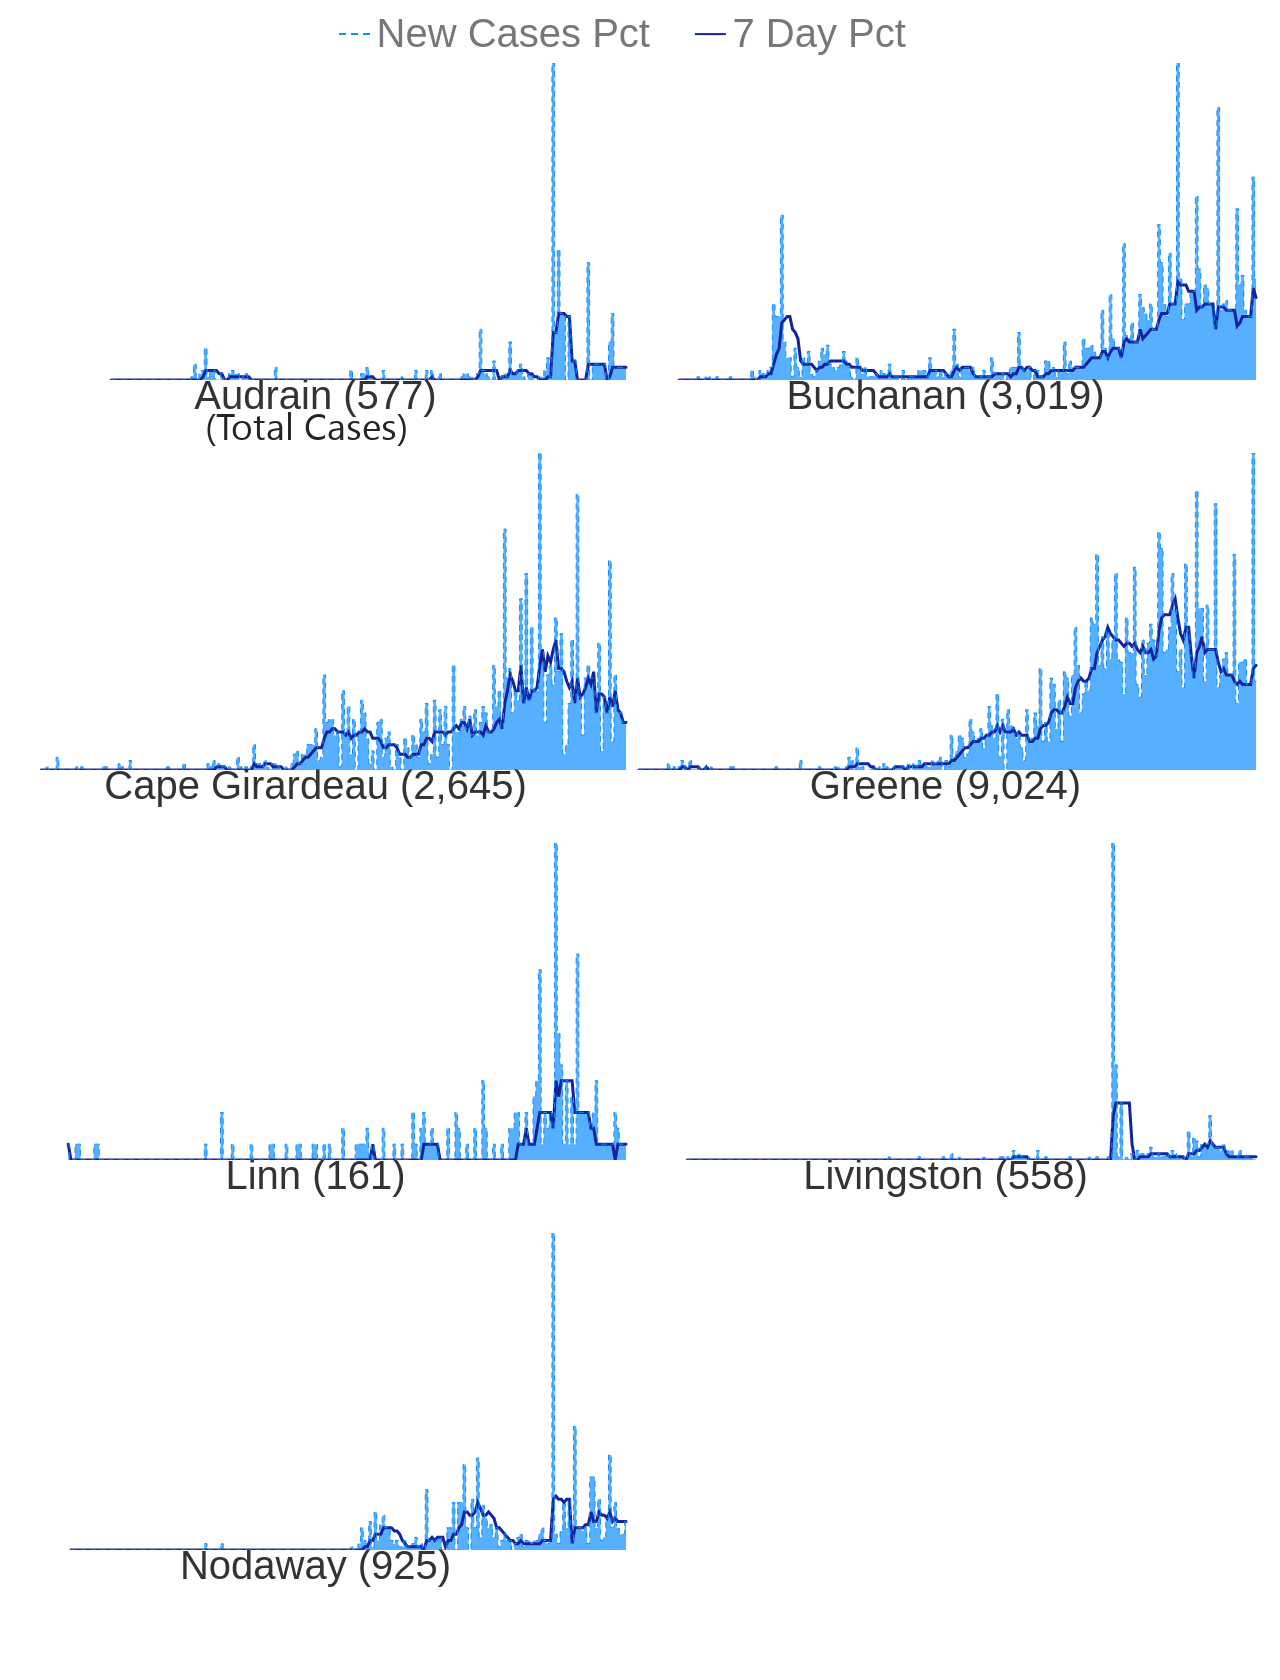 New Cases Pct 7 Day Pct
Audrain (577) Buchanan (3,019)
(Total Cases)
Cape Girardeau (2,645) Greene (9,024)
Linn (161) Livingston (558)
Nodaway (925)